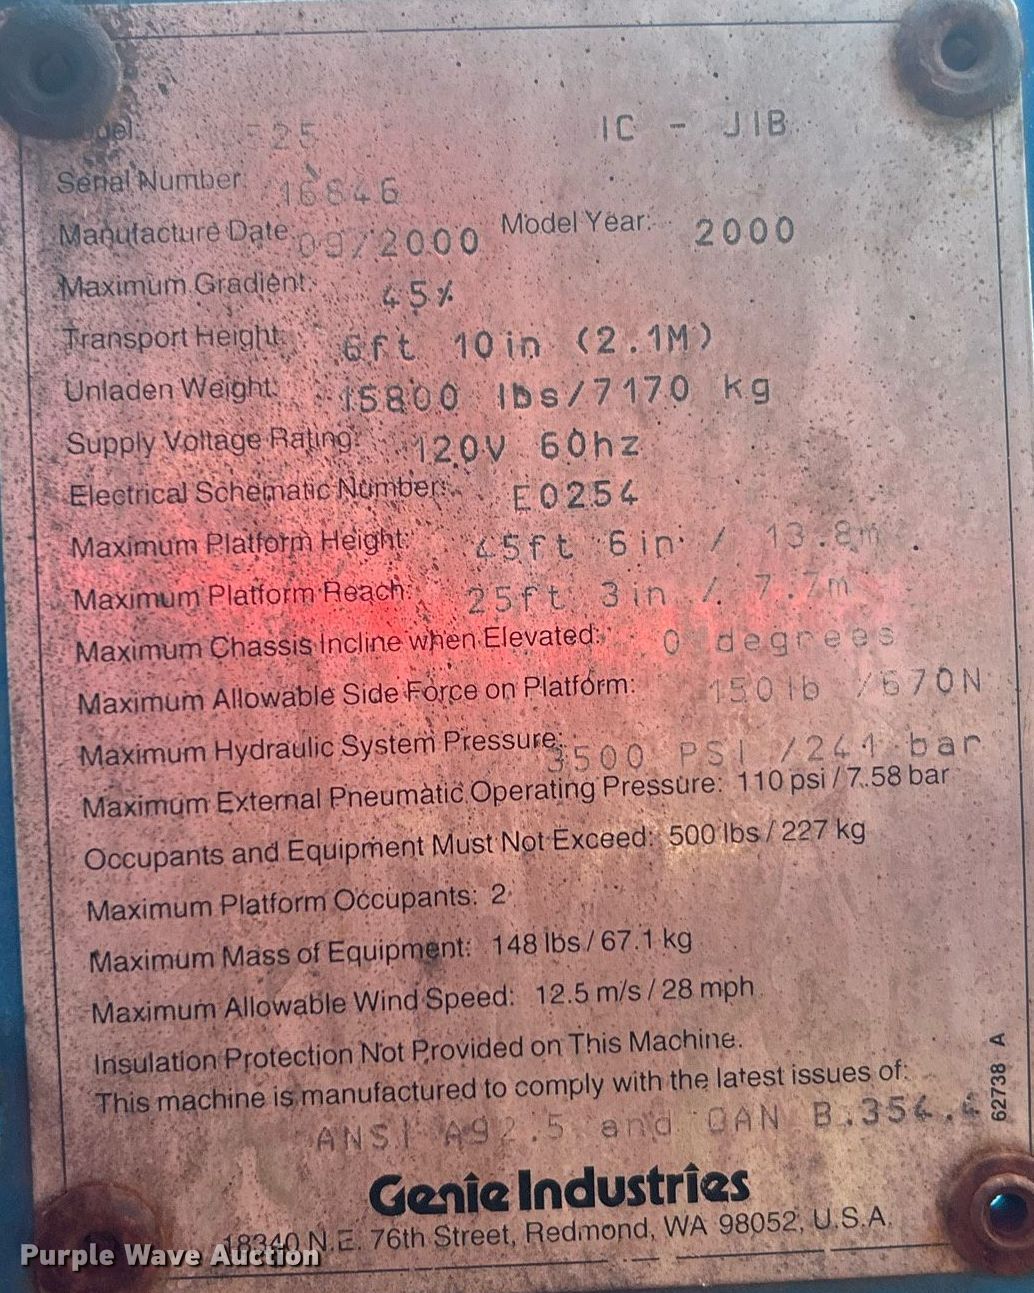 Model: Z25 IC - JIB
Serial Number: 16646
Manufacture Date: 09/2000 Model Year: 2000
Maximum Gradient: 45%
Transport Height: 6ft 10in (2.1M)
Unladen Weight: 15800 lbs/7170 kg
Supply Voltage Rating: 120V 60hz
Electrical Schematic Number: E0254
Maximum Platform Height: 45ft 6in / 13.8m
Maximum Platform Reach: 25ft 3in / 7.7m
Maximum Chassis Incline when Elevated: 0 degrees
Maximum Allowable Side Force on Platform: 150lb /670N
Maximum Hydraulic System Pressure: 3500 PSI /241 bar
Maximum External Pneumatic Operating Pressure: 110 psi / 7.58 bar
Occupants and Equipment Must Not Exceed: 500 lbs / 227 kg
Maximum Platform Occupants: 2
Maximum Mass of Equipment: 148 lbs / 67.1 kg
Maximum Allowable Wind Speed: 12.5 m/s / 28 mph
Insulation Protection Not Provided on This Machine.
This machine is manufactured to comply with the latest issues of:
ANSI A92.5 and CAN B.354.4
62738 A
Genie Industries
18340 N.E. 76th Street, Redmond, WA 98052, U.S.A.
Purple Wave Auction